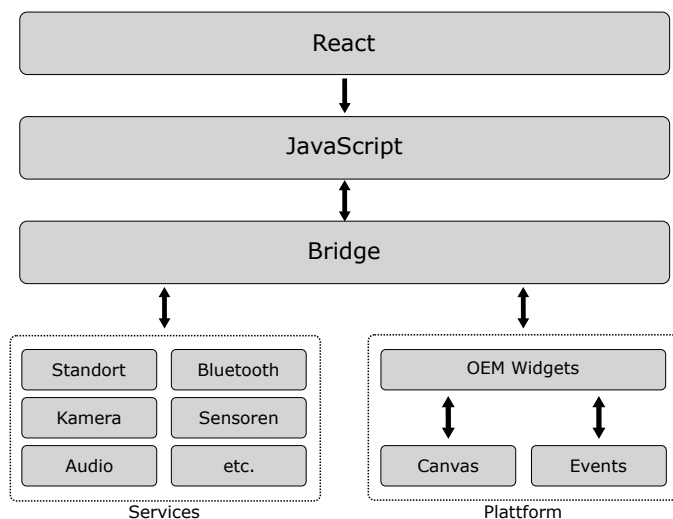 React
JavaScript
Bridge
Standort
Bluetooth
Kamera
Sensoren
Audio
etc.
Services
OEM Widgets
Canvas
Events
Plattform